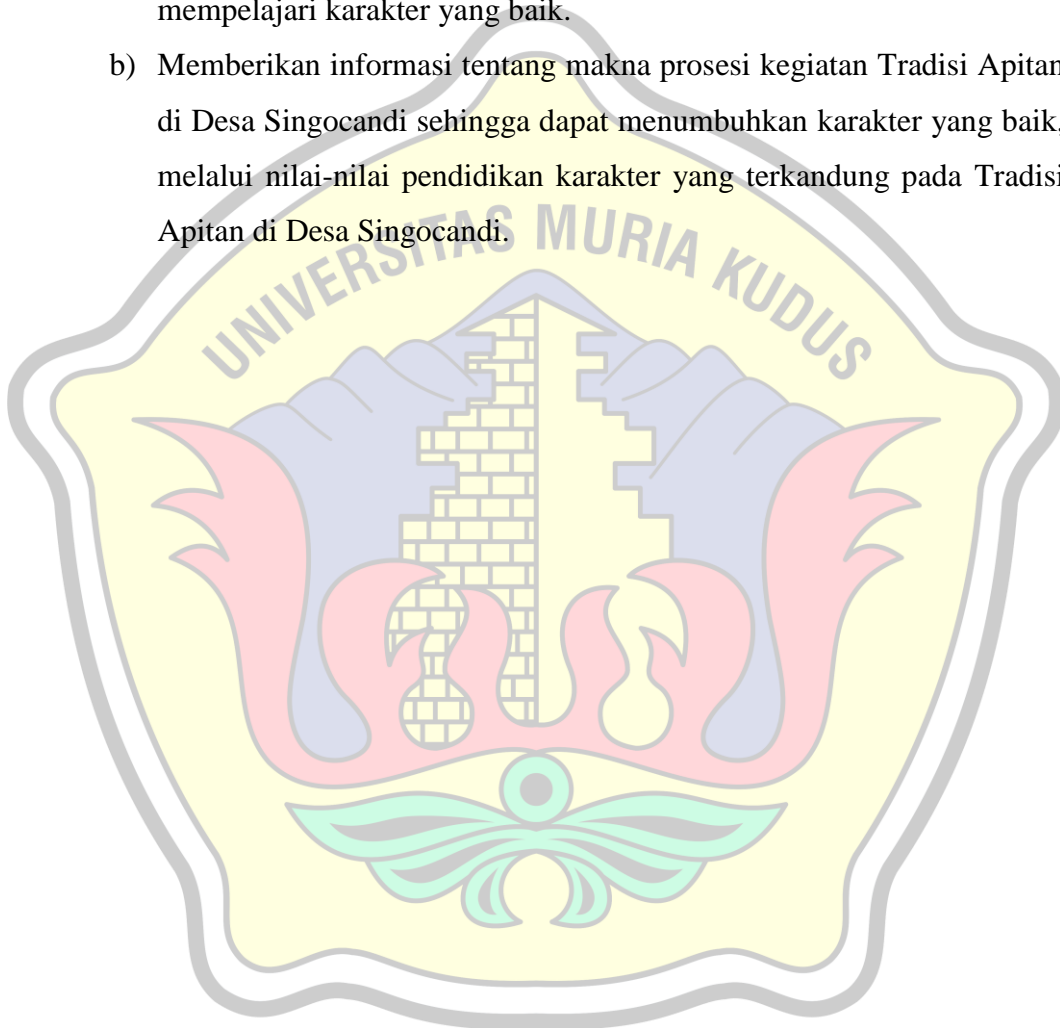 mempelajari karakter yang baik.
b) Memberikan informasi tentang makna prosesi kegiatan Tradisi Apitan
di Desa Singocandi sehingga dapat menumbuhkan karakter yang baik,
melalui nilai-nilai pendidikan karakter yang terkandung pada Tradisi
Apitan di Desa Singocandi.
UNIVERSITAS MURIA KUDUS